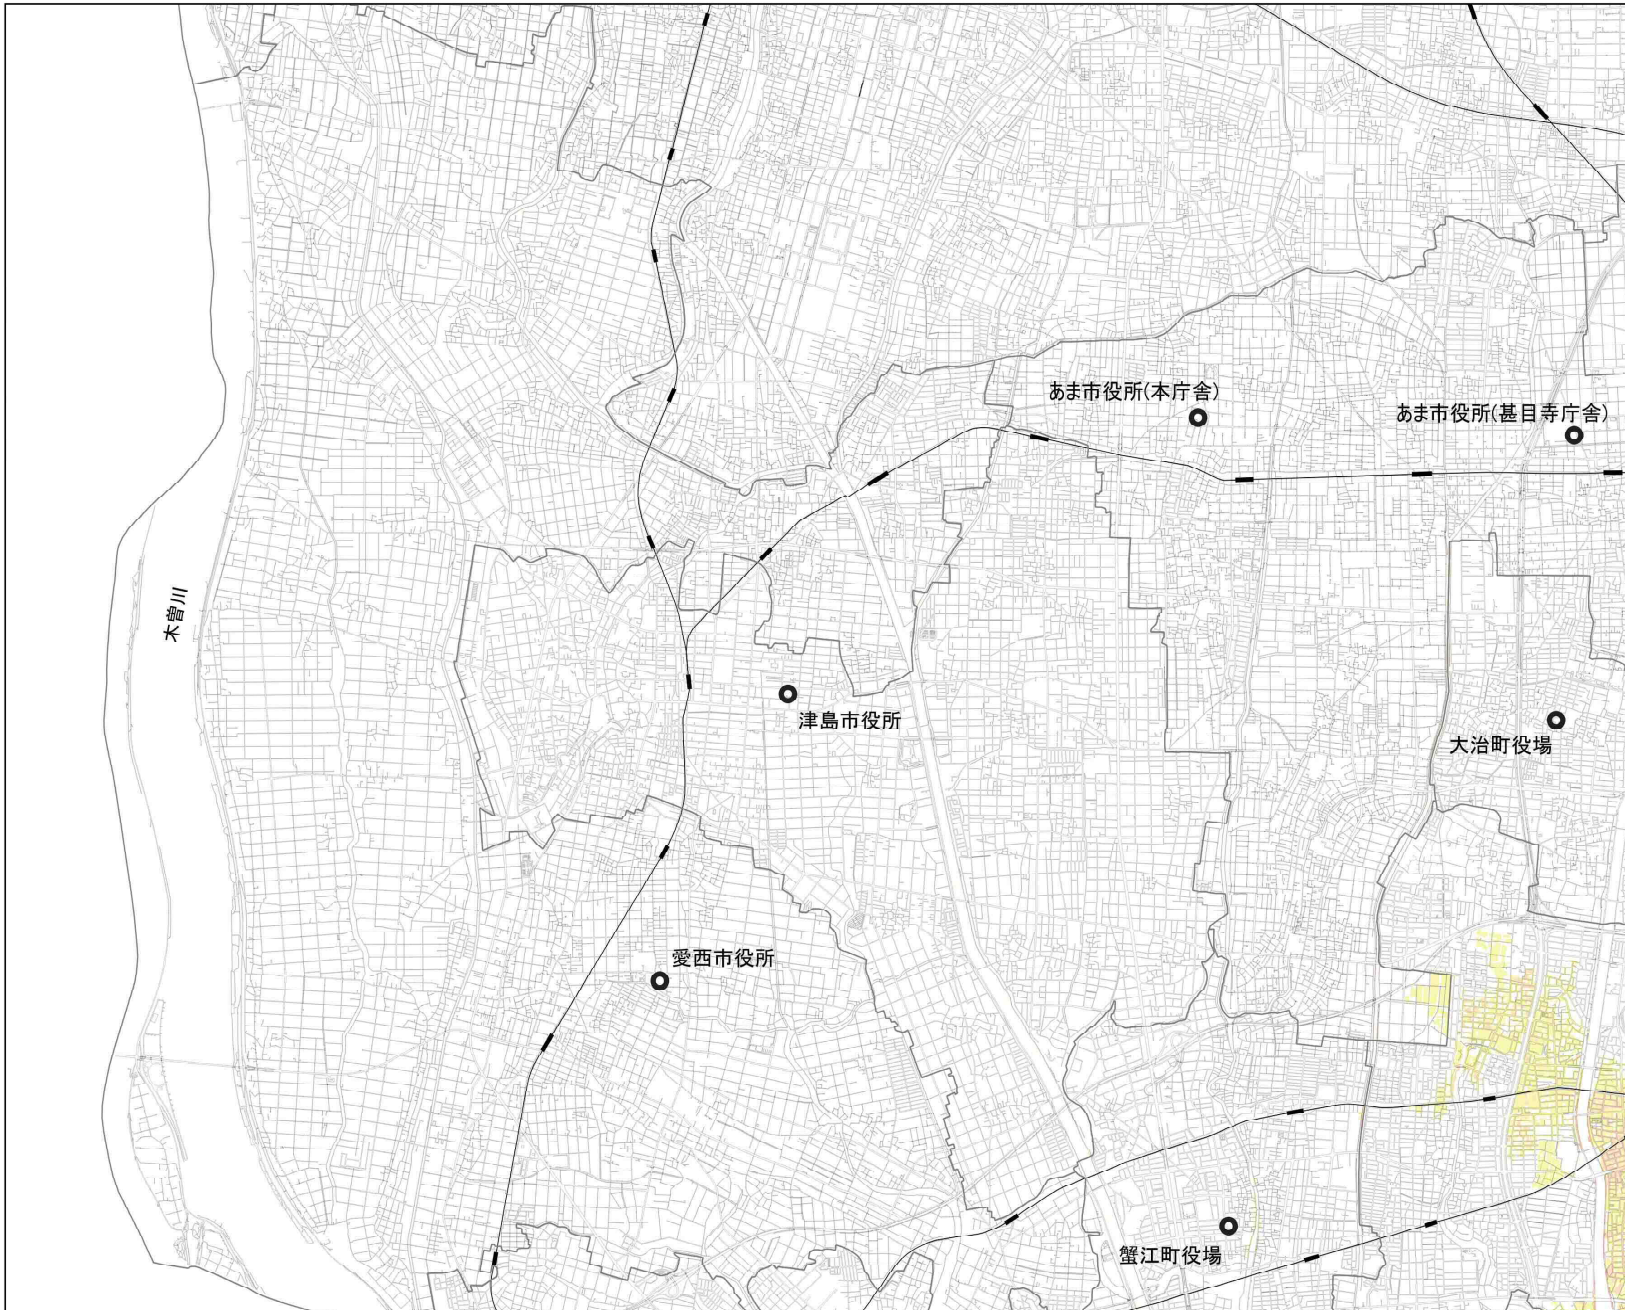 あま市役所(本庁舎)
あま市役所(甚目寺庁舎)
木曽川
津島市役所
大治町役場
愛西市役所
蟹江町役場